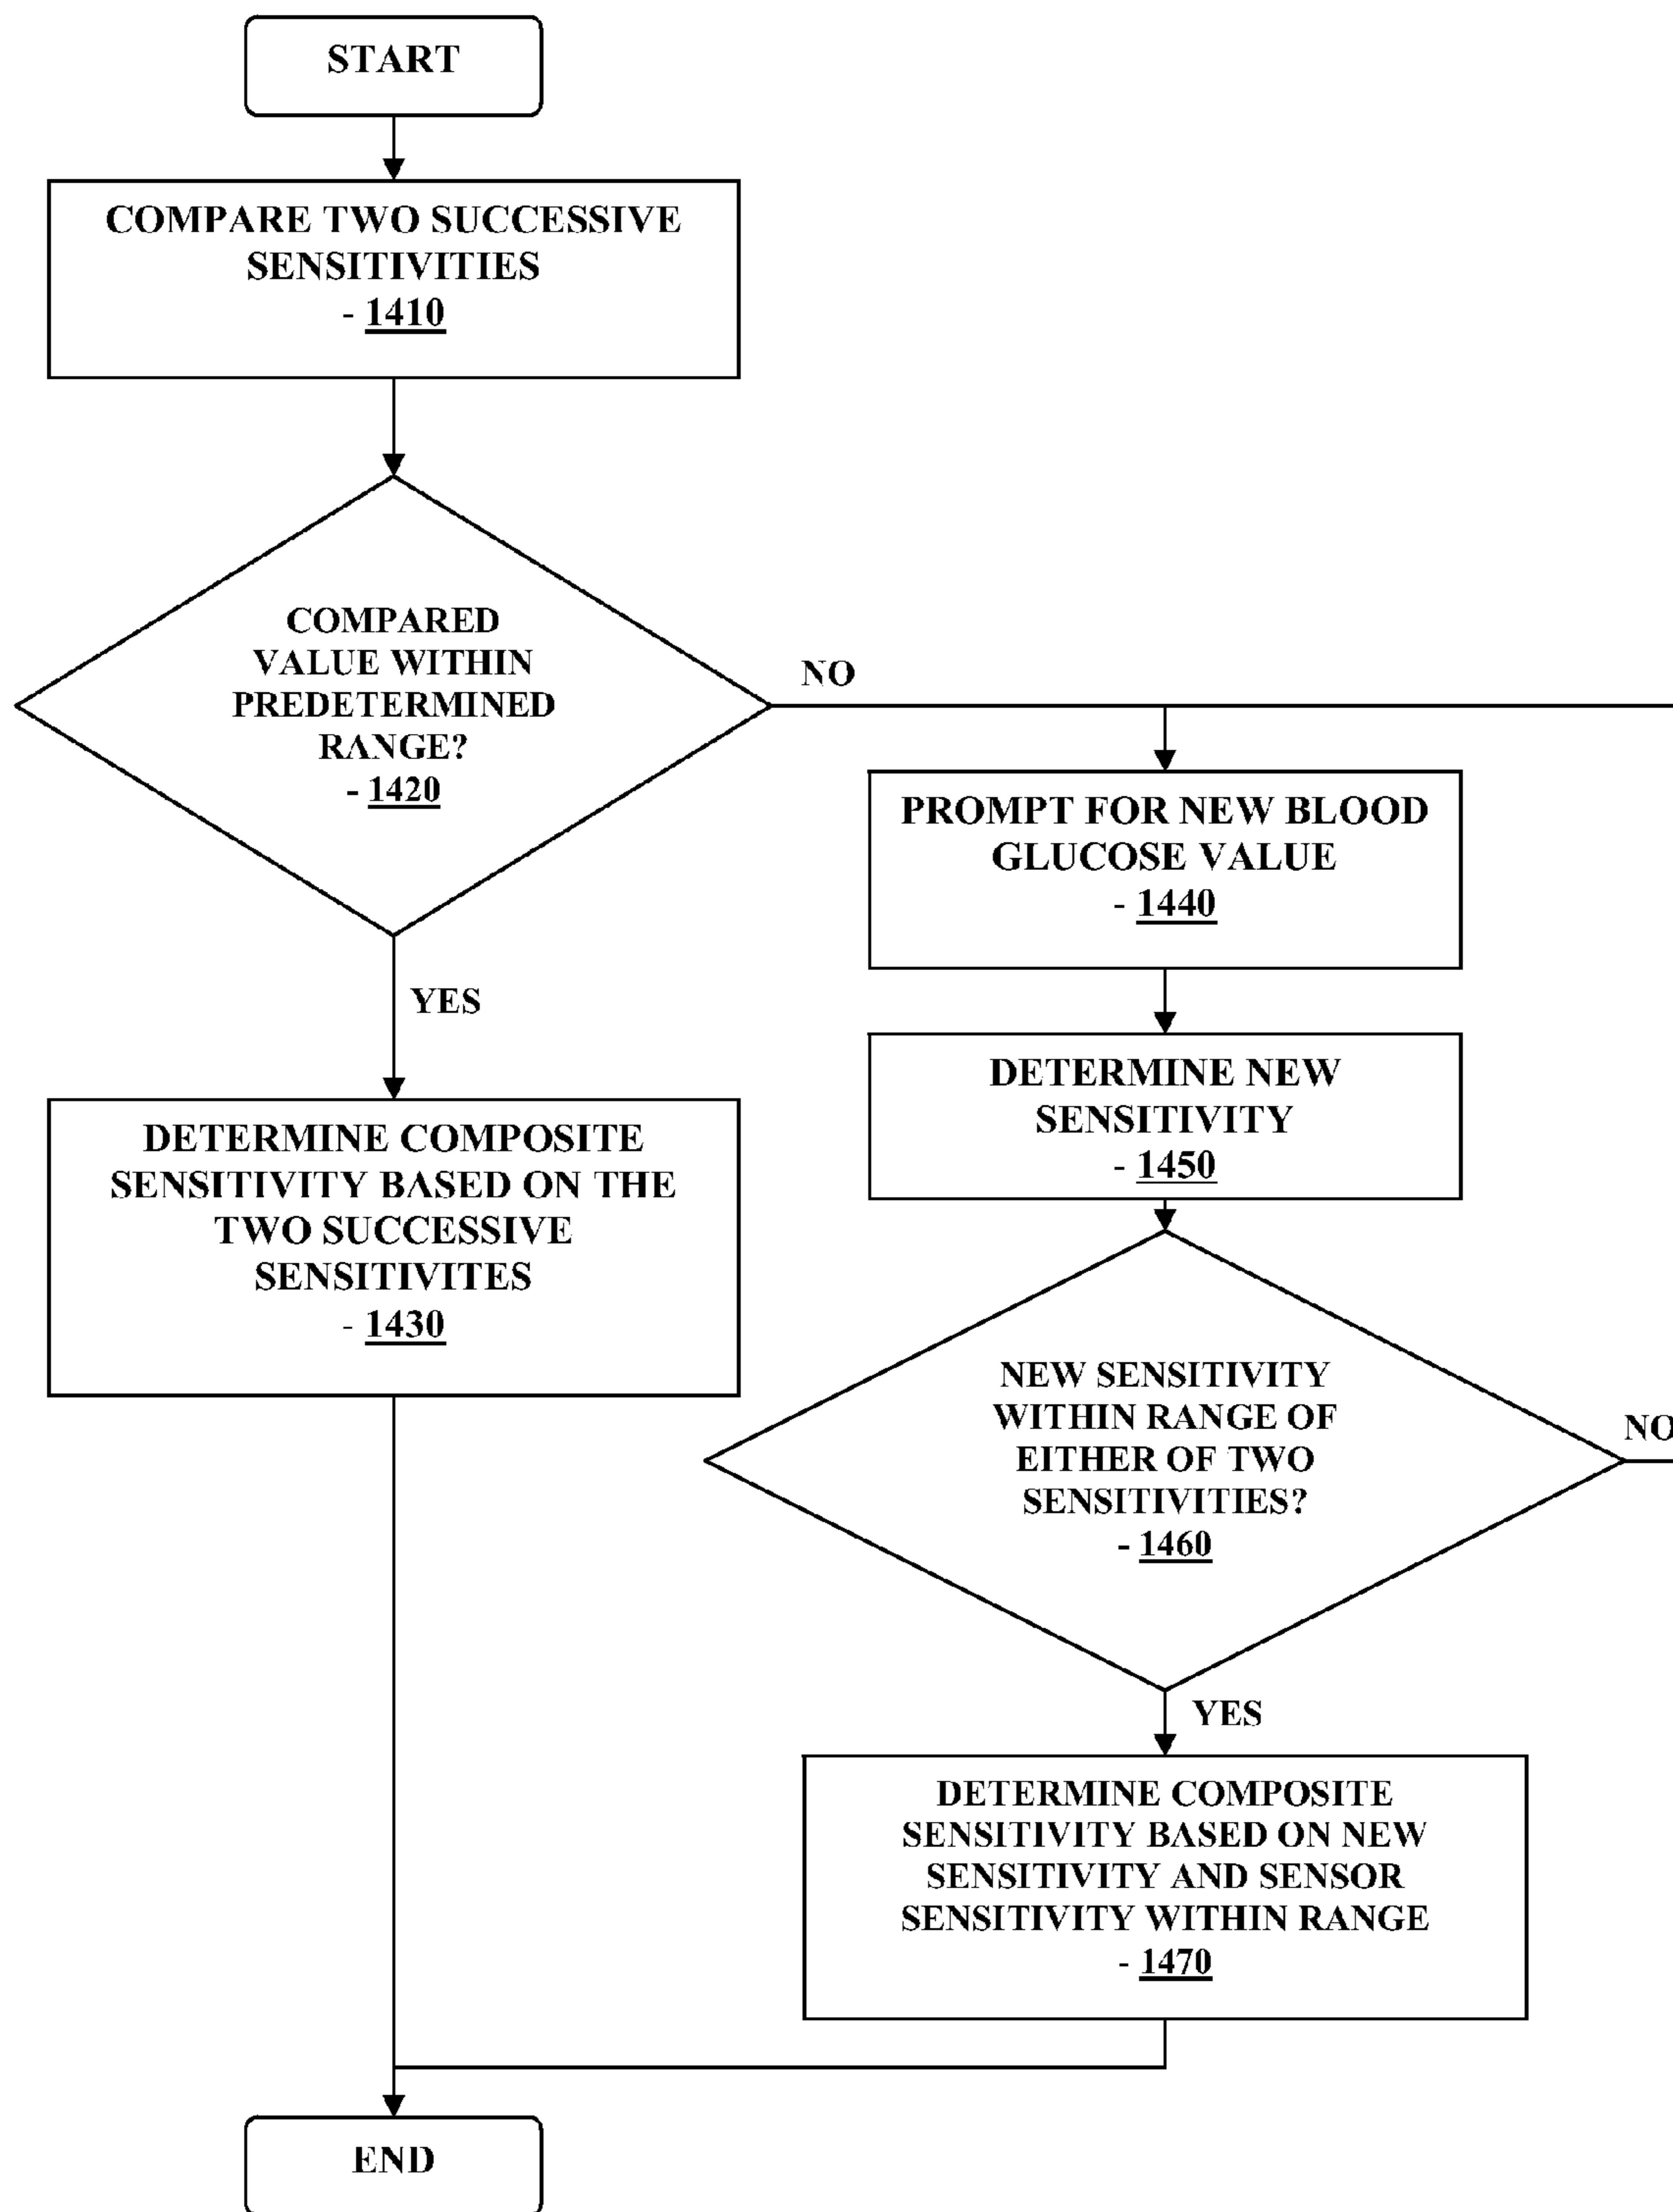 START
COMPARE TWO SUCCESSIVE
SENSITIVITIES
- 1410
COMPARED
VALUE WITHIN
PREDETERMINED
RANGE?
- 1420
NO
YES
DETERMINE COMPOSITE
SENSITIVITY BASED ON THE
TWO SUCCESSIVE
SENSITIVITES
- 1430
PROMPT FOR NEW BLOOD
GLUCOSE VALUE
- 1440
DETERMINE NEW
SENSITIVITY
- 1450
NEW SENSITIVITY
WITHIN RANGE OF
EITHER OF TWO
SENSITIVITIES?
- 1460
NO
YES
DETERMINE COMPOSITE
SENSITIVITY BASED ON NEW
SENSITIVITY AND SENSOR
SENSITIVITY WITHIN RANGE
- 1470
END